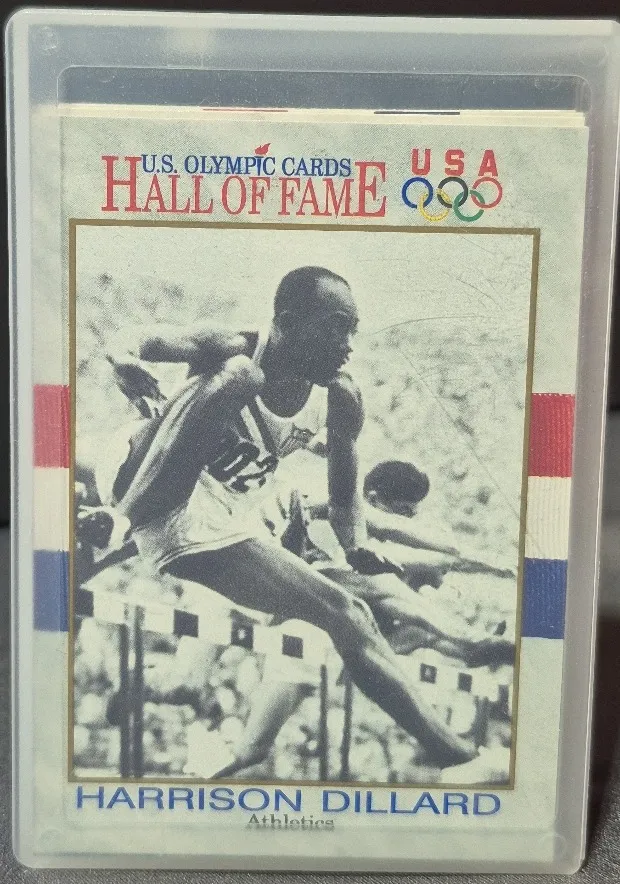 U.S. OLYMPIC CARDS
HALL OF FAME
USA
HARRISON DILLARD
Athletics